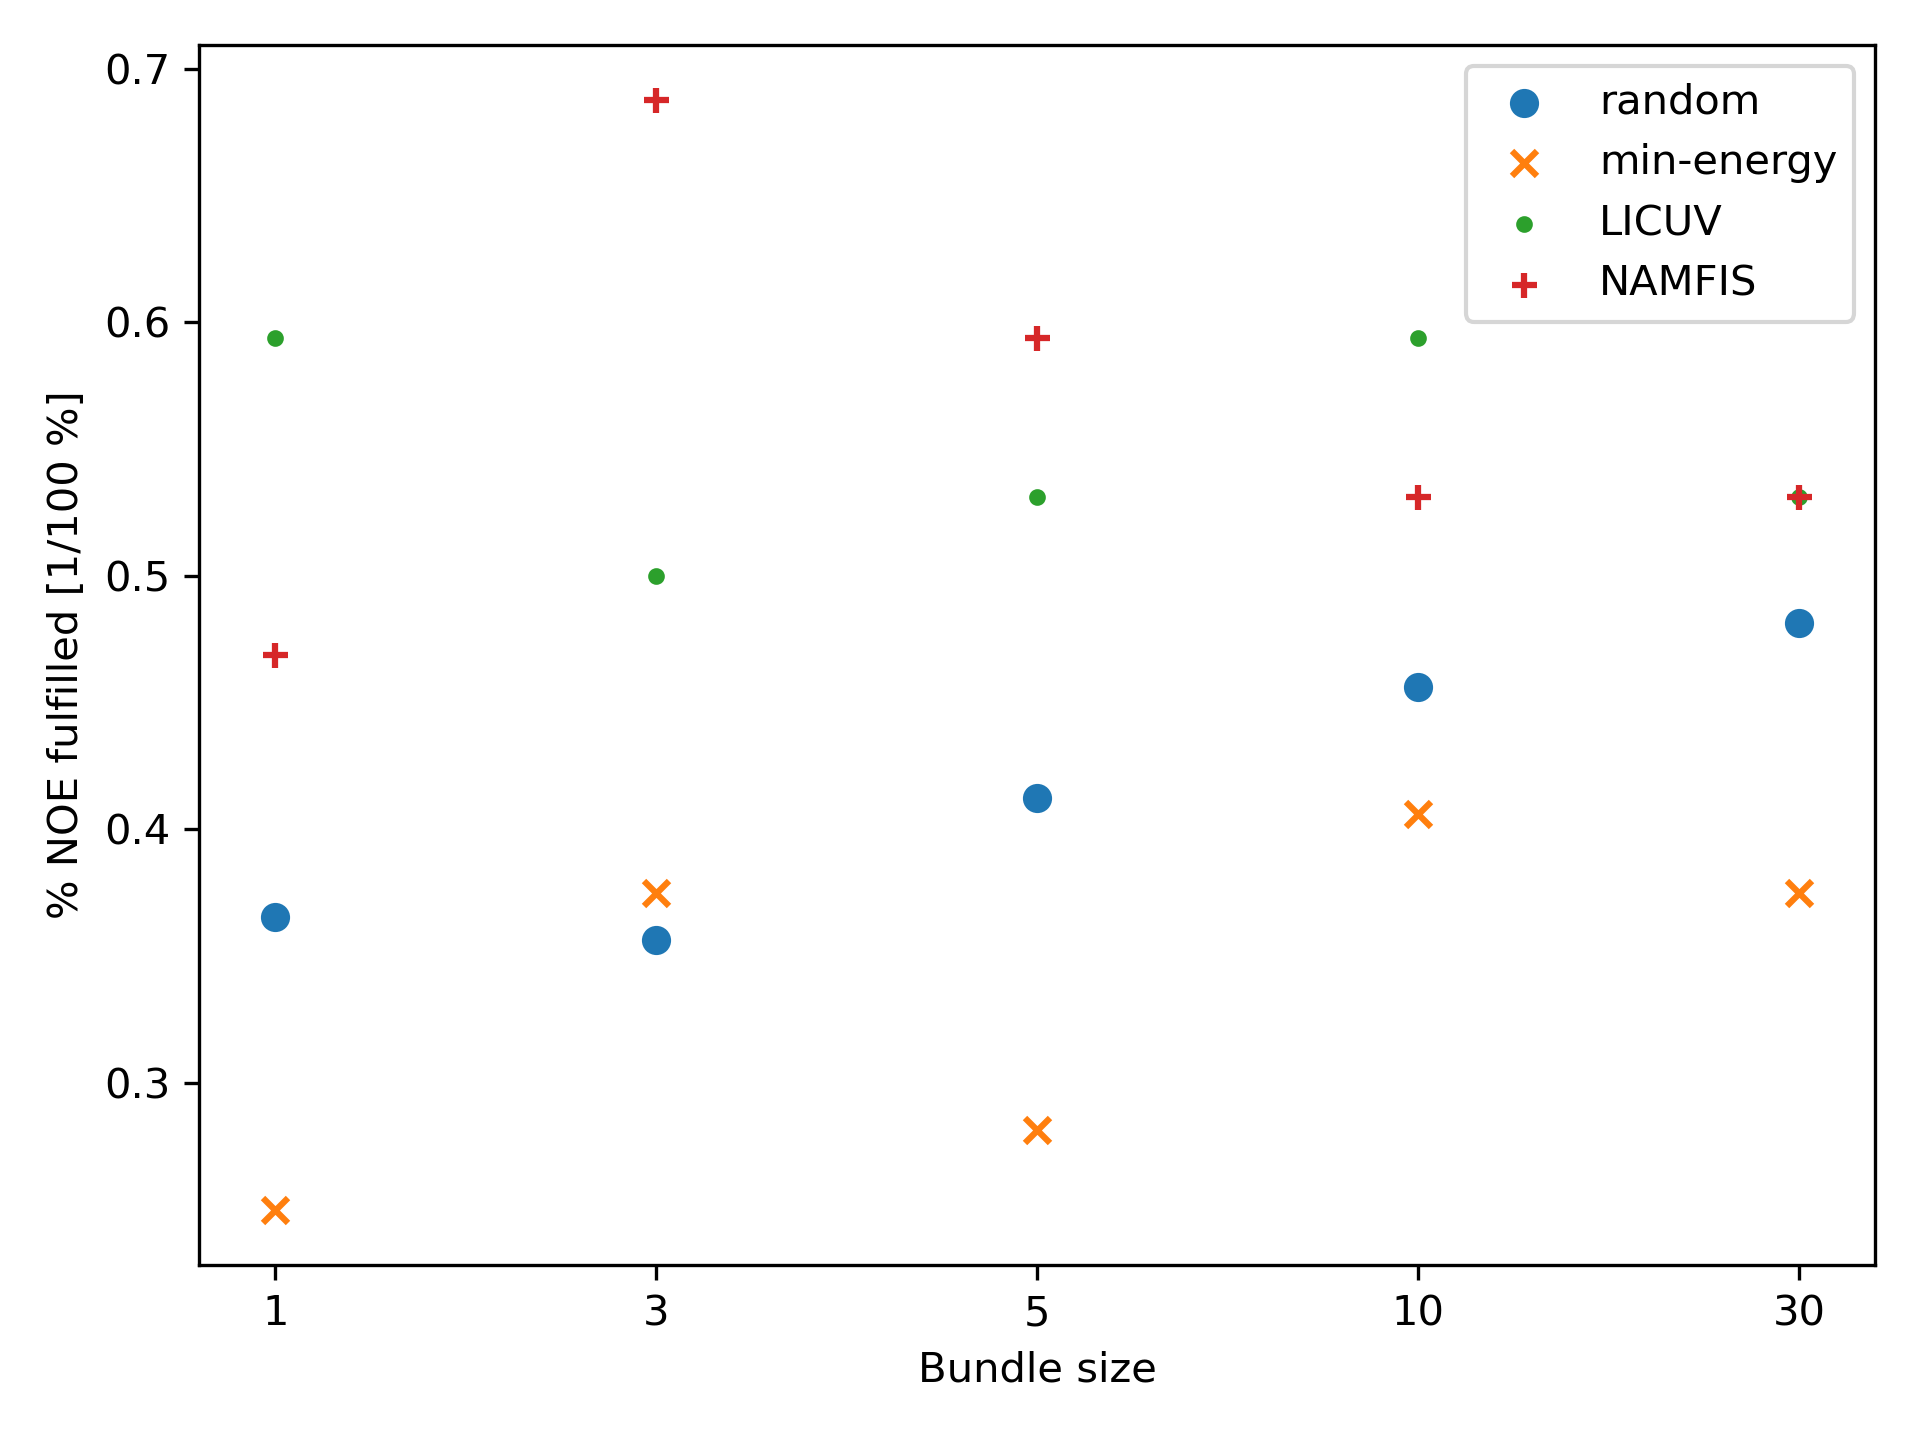 0.7
0.6
0.5
0.4
0.3
% NOE fulfilled [1/100 %]
random
min-energy
LICUV
NAMFIS
1 3 5 10 30
Bundle size